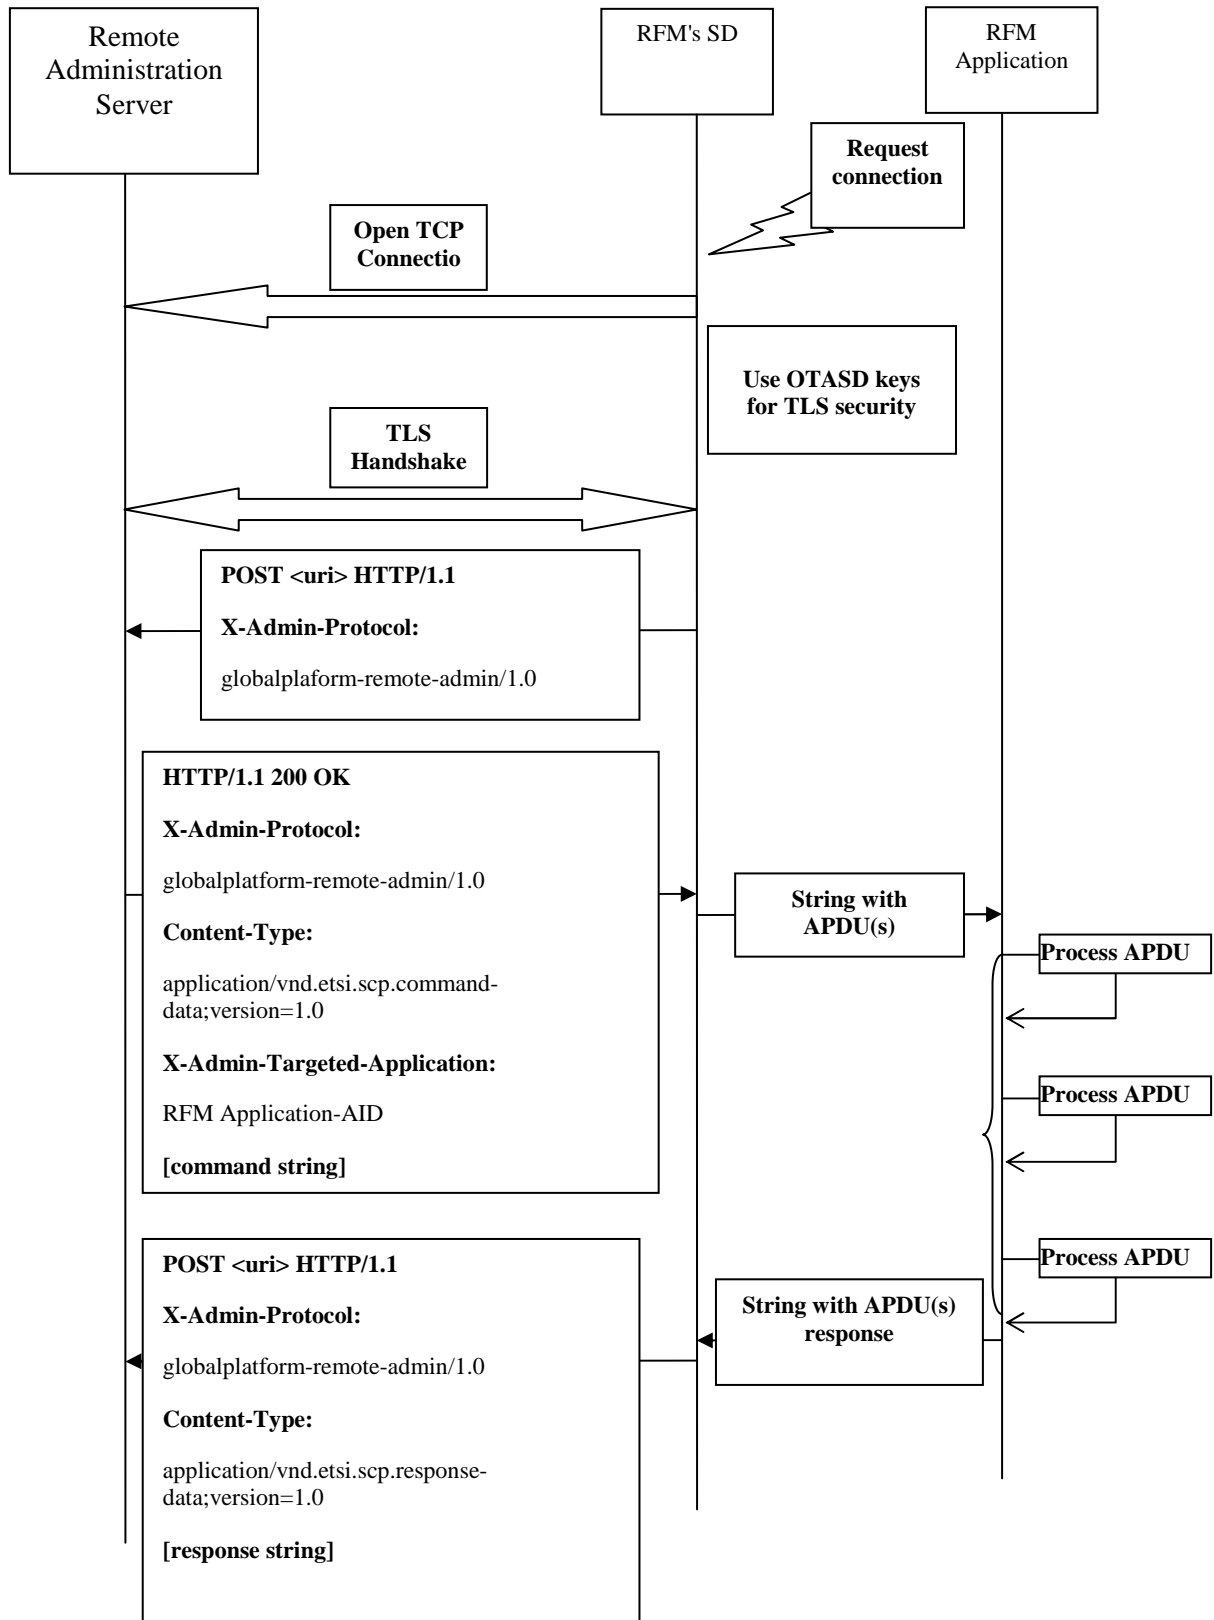 Remote
Administration
Server
RFM's SD
RFM
Application
Request
connection
Open TCP
Connectio
Use OTASD keys
for TLS security
TLS
Handshake
POST <uri> HTTP/1.1
X-Admin-Protocol:
globalplaform-remote-admin/1.0
HTTP/1.1 200 OK
X-Admin-Protocol:
globalplatform-remote-admin/1.0
Content-Type:
application/vnd.etsi.scp.command-
data;version=1.0
X-Admin-Targeted-Application:
RFM Application-AID
[command string]
String with
APDU(s)
Process APDU
Process APDU
Process APDU
String with APDU(s)
response
POST <uri> HTTP/1.1
X-Admin-Protocol:
globalplatform-remote-admin/1.0
Content-Type:
application/vnd.etsi.scp.response-
data;version=1.0
[response string]